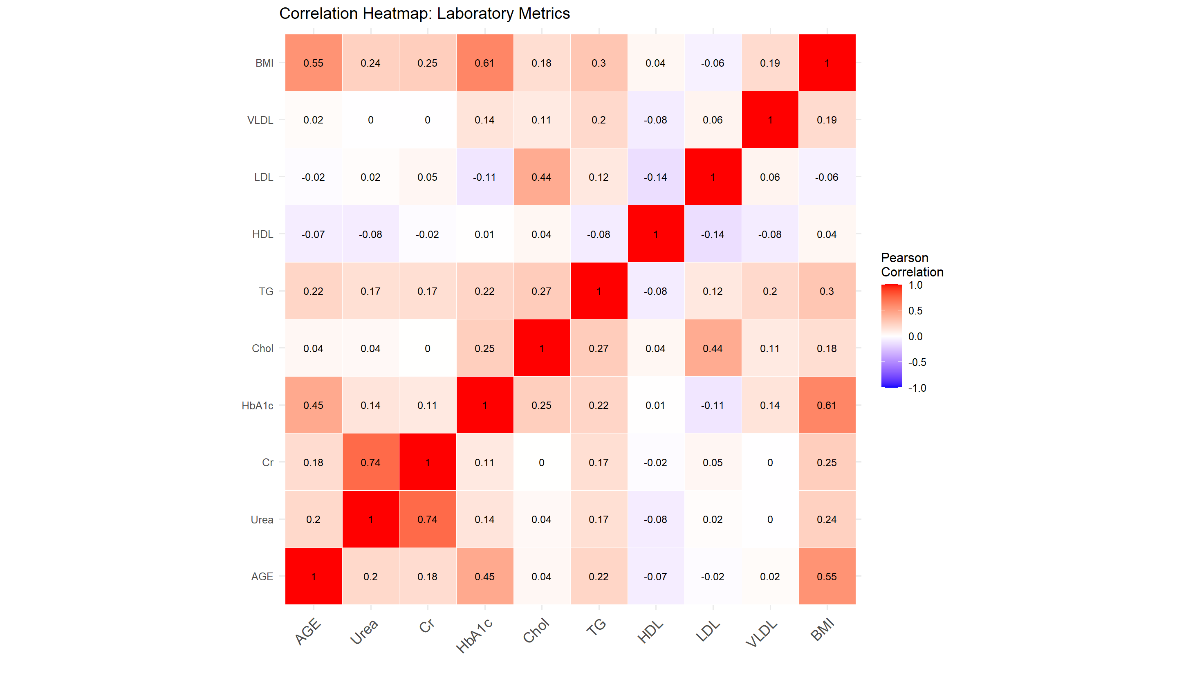 Correlation Heatmap: Laboratory Metrics
BMI 0.55 0.24 0.25 0.61 0.18 0.3 0.04 -0.06 0.19 1
VLDL 0.02 0 0 0.14 0.11 0.2 -0.08 0.06 1 0.19
LDL -0.02 0.02 0.05 -0.11 0.44 0.12 -0.14 1 0.06 -0.06
HDL -0.07 -0.08 -0.02 0.01 0.04 -0.08 1 -0.14 -0.08 0.04
TG 0.22 0.17 0.17 0.22 0.27 1 -0.08 0.12 0.2 0.3
Chol 0.04 0.04 0 0.25 1 0.27 0.04 0.44 0.11 0.18
HbA1c 0.45 0.14 0.11 1 0.25 0.22 0.01 -0.11 0.14 0.61
Cr 0.18 0.74 1 0.11 0 0.17 -0.02 0.05 0 0.25
Urea 0.2 1 0.74 0.14 0.04 0.17 -0.08 0.02 0 0.24
AGE 1 0.2 0.18 0.45 0.04 0.22 -0.07 -0.02 0.02 0.55
AGE Urea Cr HbA1c Chol TG HDL LDL VLDL BMI
Pearson
Correlation
1.0
0.5
0.0
-0.5
-1.0